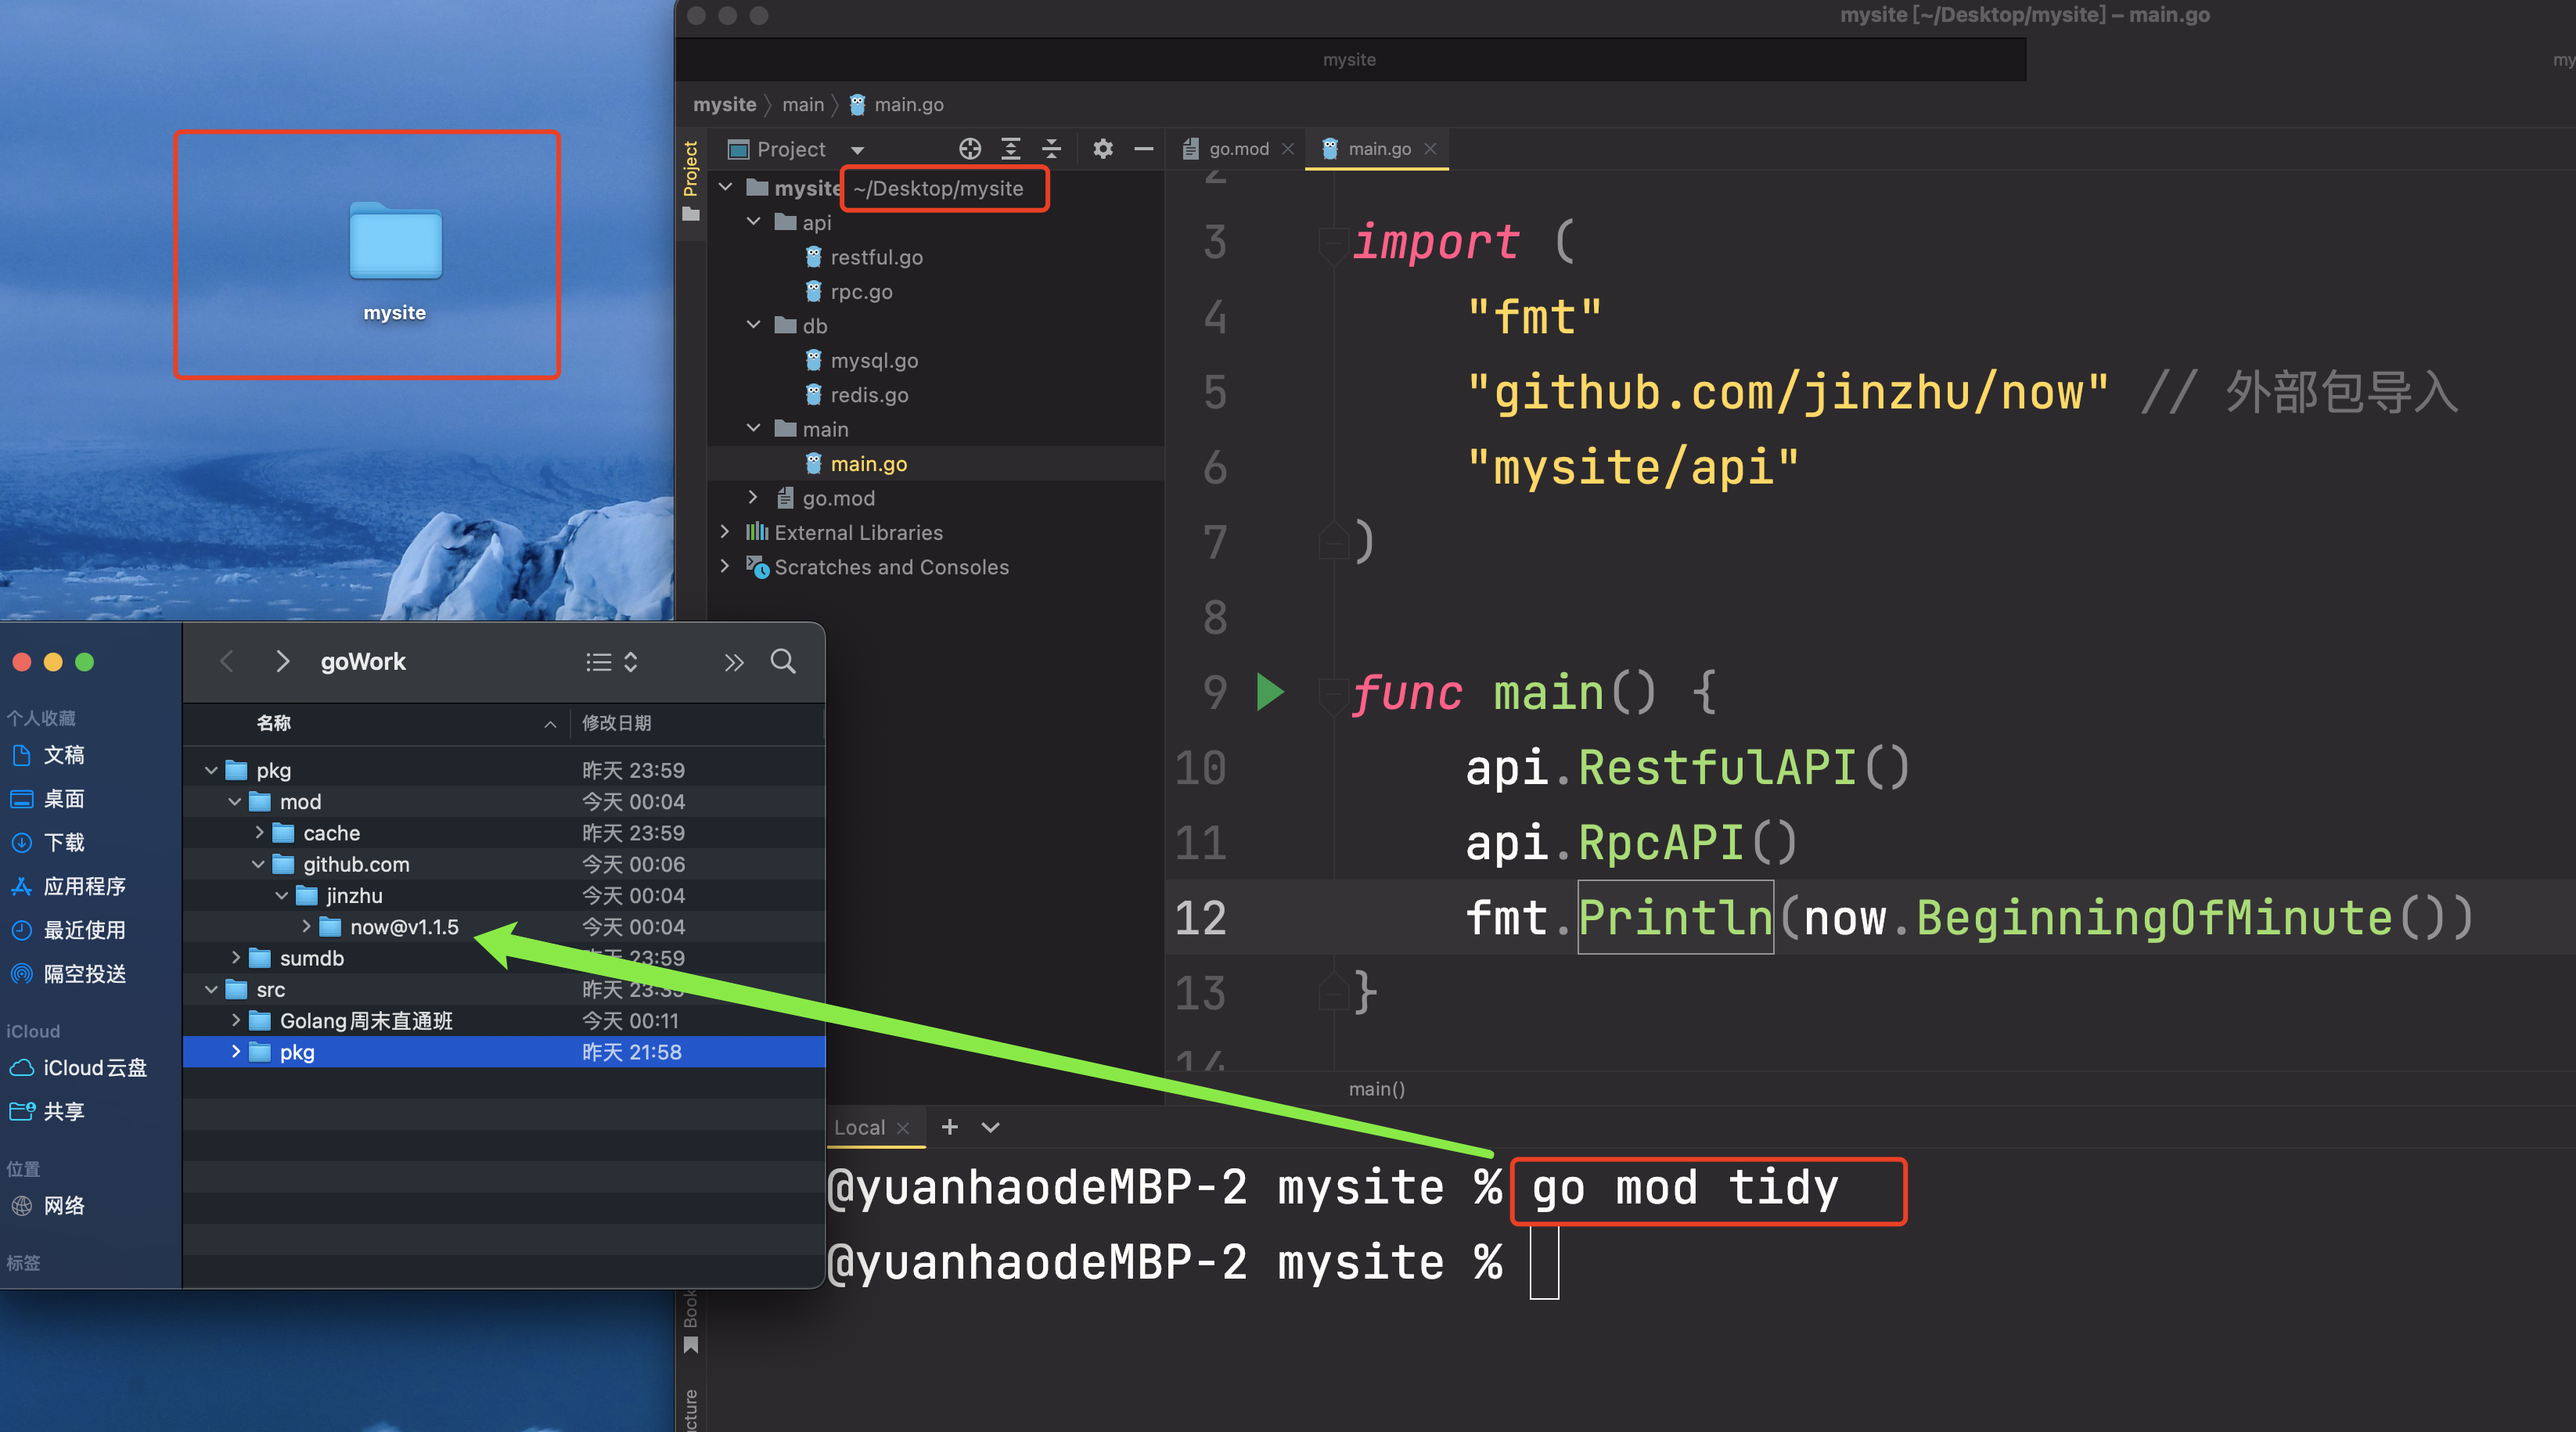 mysite
mysite [~/Desktop/mysite] – main.go
mysite
mysite main main.go
Project
Project
go.mod
main.go
mysite ~/Desktop/mysite
api
restful.go
rpc.go
db
mysql.go
redis.go
main
main.go
go.mod
External Libraries
Scratches and Consoles
3 import (
4 "fmt"
5 "github.com/jinzhu/now" // 外部包导入
6 "mysite/api"
7 )
8
9 func main() {
10 api.RestfulAPI()
11 api.RpcAPI()
12 fmt.Println(now.BeginningOfMinute())
13 }
14
main()
goWork
个人收藏
文稿
桌面
下载
应用程序
最近使用
隔空投送
iCloud
iCloud云盘
共享
位置
网络
标签
名称 修改日期
pkg 昨天 23:59
mod 今天 00:04
cache 昨天 23:59
github.com 今天 00:06
jinzhu 今天 00:04
now@v1.1.5 今天 00:04
sumdb 昨天 23:59
src 昨天
Golang周末直通班 今天 00:11
pkg 昨天 21:58
Local
@yuanhaodeMBP-2 mysite % go mod tidy
@yuanhaodeMBP-2 mysite %